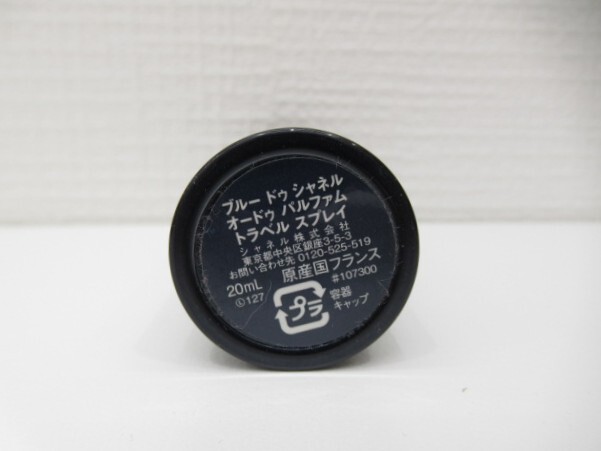 ブルー ドゥ シャネル
オードゥ パルファム
トラベル スプレイ
シャネル株式会社
東京都中央区銀座3-5-3
お問い合わせ先 0120-525-519
原産国フランス
20mL #107300
Ⓛ127
プラ
容器
キャップ